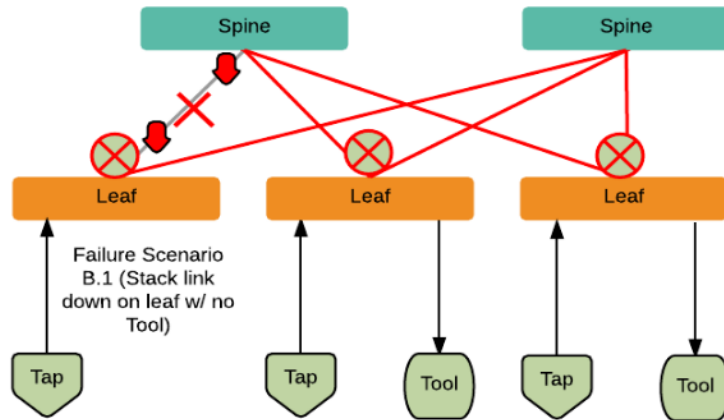 Spine
Spine
Leaf
Leaf
Leaf
Failure Scenario
B.1 (Stack link
down on leaf w/ no
Tool)
Tap
Tap
Tool
Tap
Tool